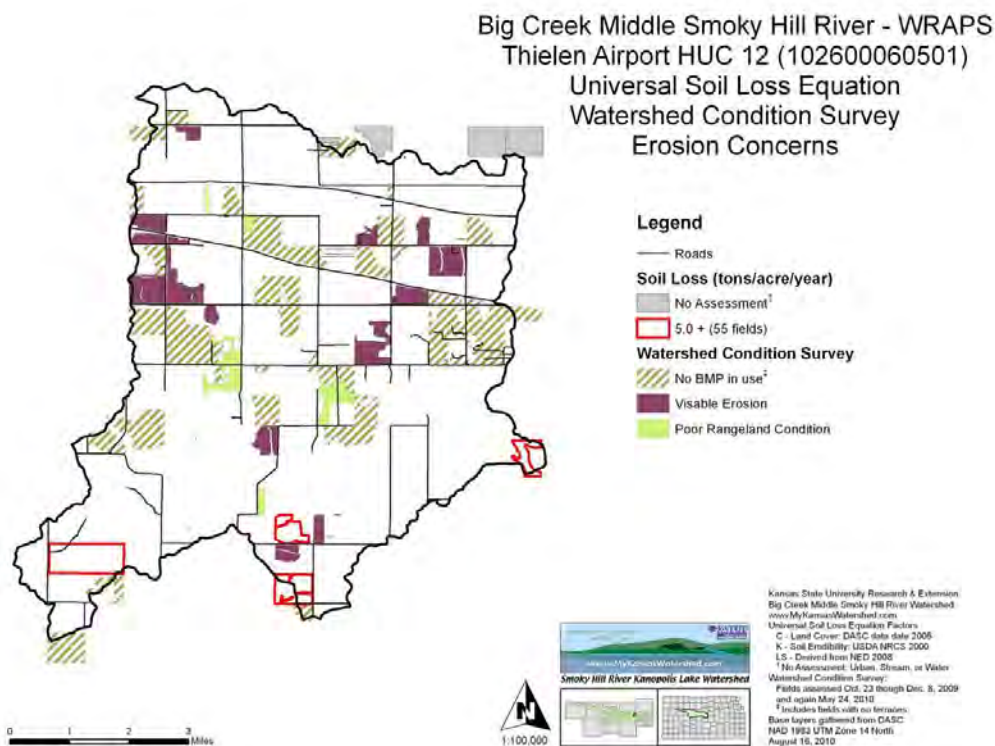 Big Creek Middle Smoky Hill River - WRAPS
Thielen Airport HUC 12 (102600060501)
Universal Soil Loss Equation
Watershed Condition Survey
Erosion Concerns
Legend
Roads
Soil Loss (tons/acre/year)
No Assessment†
5.0 + (55 fields)
Watershed Condition Survey
No BMP in use‡
Visable Erosion
Poor Rangeland Condition
Kansas State University Research & Extension
Big Creek Middle Smoky Hill River Watershed
www.MyKansasWatershed.com
Universal Soil Loss Equation Factors
C - Land Cover: DASC data date 2005
K - Soil Erodibility: USDA NRCS 2000
LS - Derived from NED 2008
† No Assessment: Urban, Stream, or Water
Watershed Condition Survey:
Fields assessed Oct. 23 though Dec. 8, 2009
and again May 24, 2010
‡ Includes fields with no terraces
Base layers gathered from DASC
NAD 1983 UTM Zone 14 North
August 16, 2010
www.MyKansasWatershed.com
Smoky Hill River Kanopolis Lake Watershed
N
1:100,000
0 1 2 3
Miles